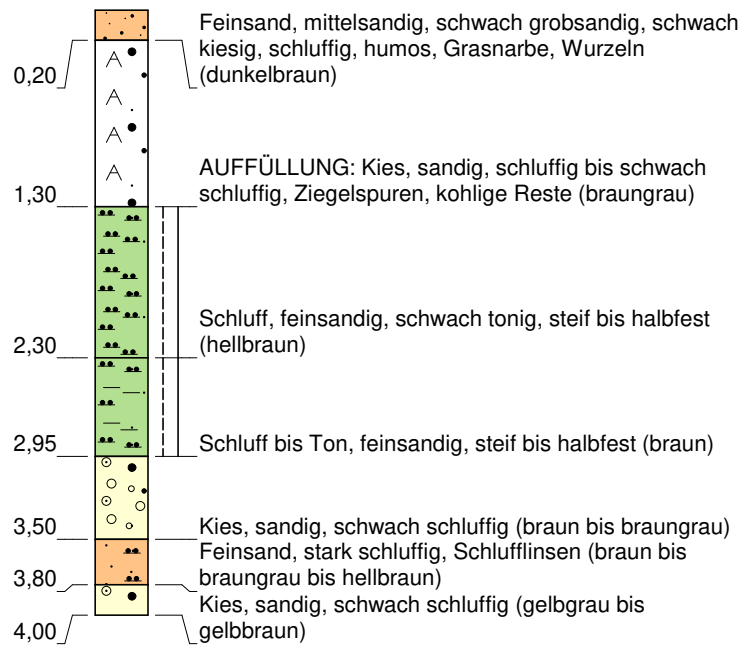 Feinsand, mittelsandig, schwach grobsandig, schwach
kiesig, schluffig, humos, Grasnarbe, Wurzeln
(dunkelbraun)
0,20
A
A
A
A
AUFFÜLLUNG: Kies, sandig, schluffig bis schwach
schluffig, Ziegelspuren, kohlige Reste (braungrau)
1,30
Schluff, feinsandig, schwach tonig, steif bis halbfest
(hellbraun)
2,30
Schluff bis Ton, feinsandig, steif bis halbfest (braun)
2,95
Kies, sandig, schwach schluffig (braun bis braungrau)
3,50
Feinsand, stark schluffig, Schlufflinsen (braun bis
braungrau bis hellbraun)
3,80
Kies, sandig, schwach schluffig (gelbgrau bis
gelbbraun)
4,00